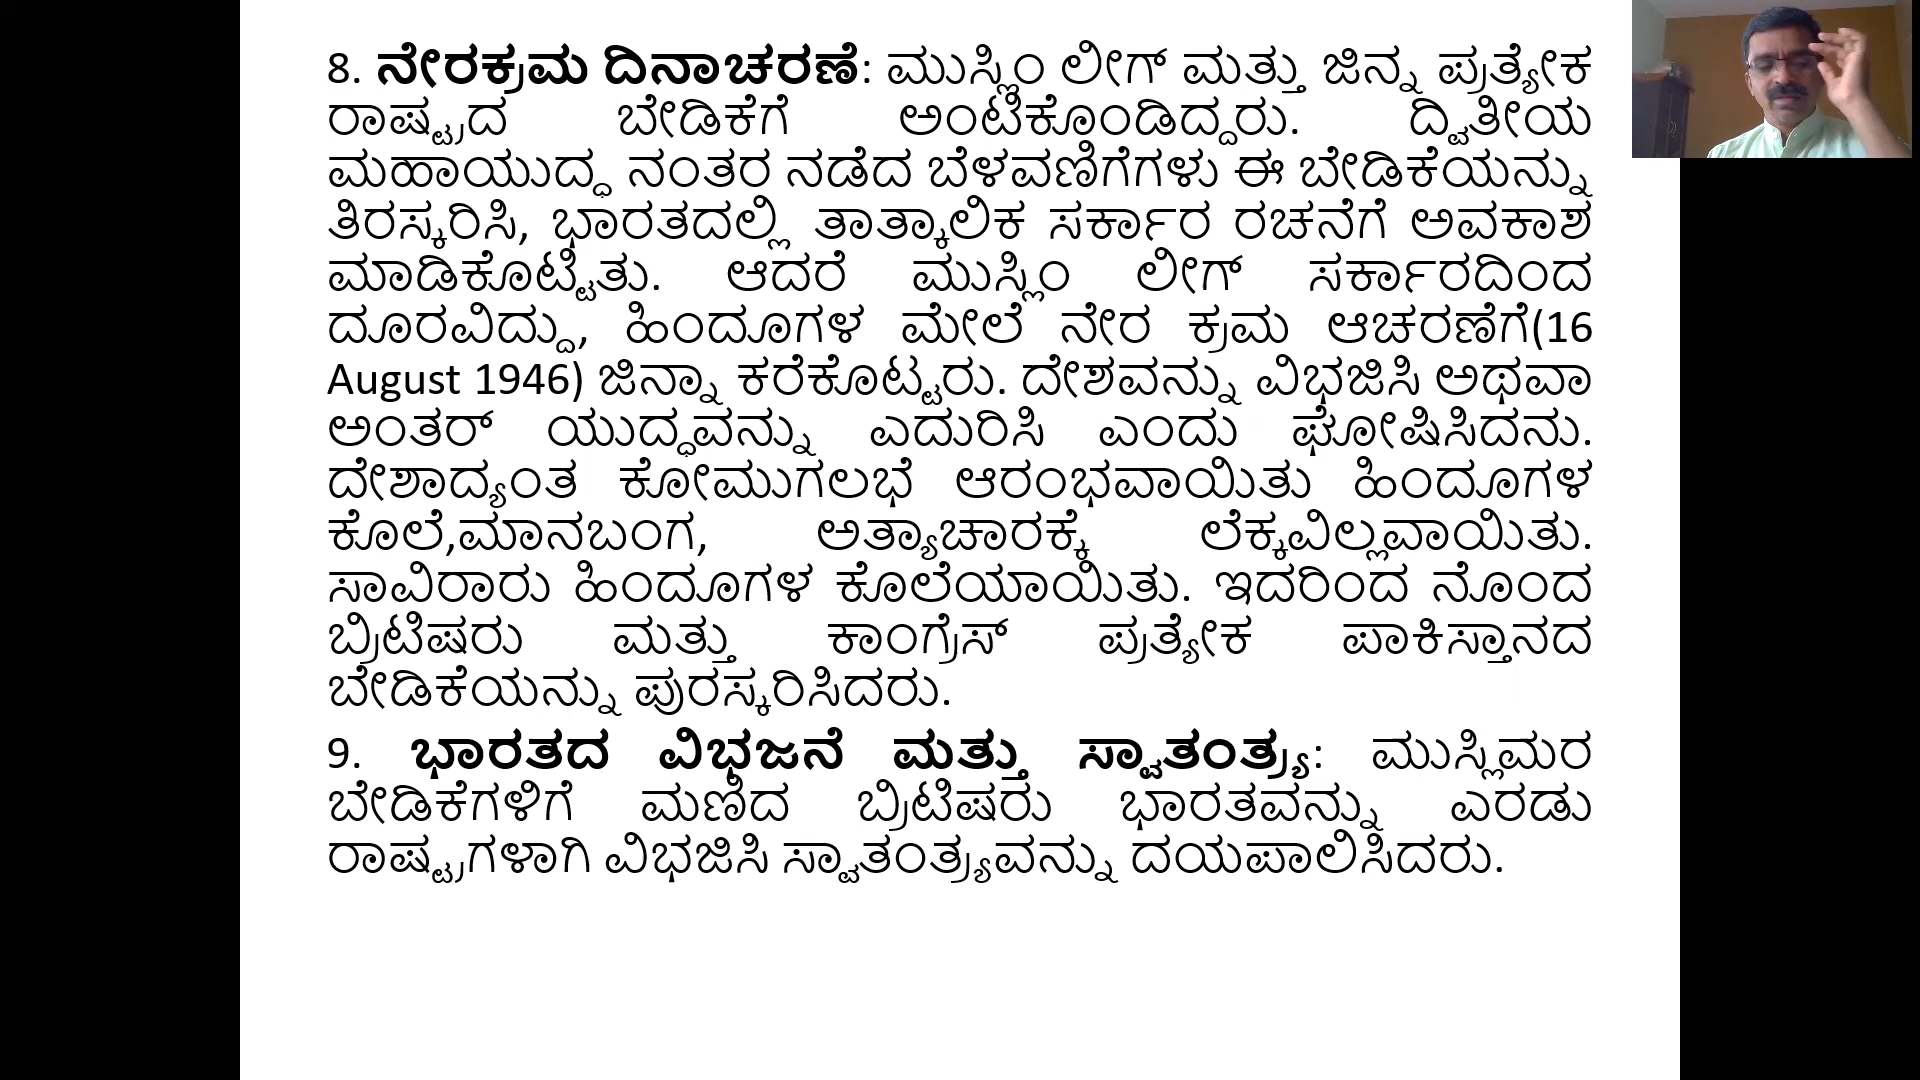 8. ನೇರಕ್ರಮ ದಿನಾಚರಣೆ: ಮುಸ್ಲಿಂ ಲೀಗ್ ಮತ್ತು ಜಿನ್ನ ಪ್ರತ್ಯೇಕ
ರಾಷ್ಟ್ರದ ಬೇಡಿಕೆಗೆ ಅಂಟಿಕೊಂಡಿದ್ದರು. ದ್ವಿತೀಯ
ಮಹಾಯುದ್ಧ ನಂತರ ನಡೆದ ಬೆಳವಣಿಗೆಗಳು ಈ ಬೇಡಿಕೆಯನ್ನು
ತಿರಸ್ಕರಿಸಿ, ಭಾರತದಲ್ಲಿ ತಾತ್ಕಾಲಿಕ ಸರ್ಕಾರ ರಚನೆಗೆ ಅವಕಾಶ
ಮಾಡಿಕೊಟ್ಟಿತು. ಆದರೆ ಮುಸ್ಲಿಂ ಲೀಗ್ ಸರ್ಕಾರದಿಂದ
ದೂರವಿದ್ದು, ಹಿಂದೂಗಳ ಮೇಲೆ ನೇರ ಕ್ರಮ ಆಚರಣೆಗೆ(16
August 1946) ಜಿನ್ನಾ ಕರೆಕೊಟ್ಟರು. ದೇಶವನ್ನು ವಿಭಜಿಸಿ ಅಥವಾ
ಅಂತರ್ ಯುದ್ಧವನ್ನು ಎದುರಿಸಿ ಎಂದು ಘೋಷಿಸಿದನು.
ದೇಶಾದ್ಯಂತ ಕೋಮುಗಲಭೆ ಆರಂಭವಾಯಿತು ಹಿಂದೂಗಳ
ಕೊಲೆ,ಮಾನಬಂಗ, ಅತ್ಯಾಚಾರಕ್ಕೆ ಲೆಕ್ಕವಿಲ್ಲವಾಯಿತು.
ಸಾವಿರಾರು ಹಿಂದೂಗಳ ಕೊಲೆಯಾಯಿತು. ಇದರಿಂದ ನೊಂದ
ಬ್ರಿಟಿಷರು ಮತ್ತು ಕಾಂಗ್ರೆಸ್ ಪ್ರತ್ಯೇಕ ಪಾಕಿಸ್ತಾನದ
ಬೇಡಿಕೆಯನ್ನು ಪುರಸ್ಕರಿಸಿದರು.
9. ಭಾರತದ ವಿಭಜನೆ ಮತ್ತು ಸ್ವಾತಂತ್ರ್ಯ: ಮುಸ್ಲಿಮರ
ಬೇಡಿಕೆಗಳಿಗೆ ಮಣಿದ ಬ್ರಿಟಿಷರು ಭಾರತವನ್ನು ಎರಡು
ರಾಷ್ಟ್ರಗಳಾಗಿ ವಿಭಜಿಸಿ ಸ್ವಾತಂತ್ರ್ಯವನ್ನು ದಯಪಾಲಿಸಿದರು.